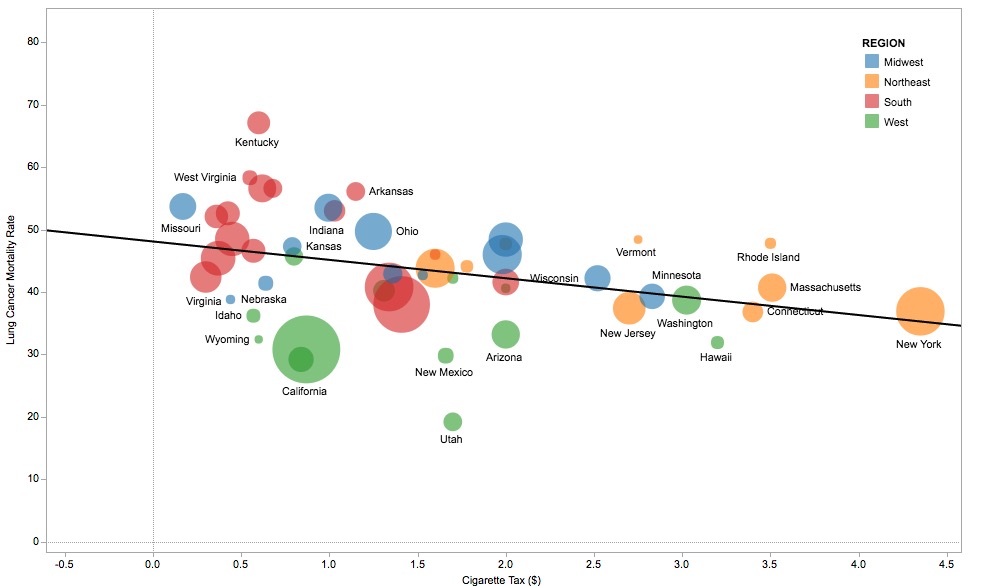 REGION
Midwest
Northeast
South
West
Lung Cancer Mortality Rate
80
70
60
50
40
30
20
10
0
Kentucky
West Virginia
Arkansas
Missouri
Indiana
Ohio
Kansas
Vermont
Rhode Island
Wisconsin
Minnesota
Massachusetts
Virginia
Nebraska
Idaho
Connecticut
Washington
New Jersey
Wyoming
New York
Arizona
Hawaii
New Mexico
California
Utah
-0.5 0.0 0.5 1.0 1.5 2.0 2.5 3.0 3.5 4.0 4.5
Cigarette Tax ($)